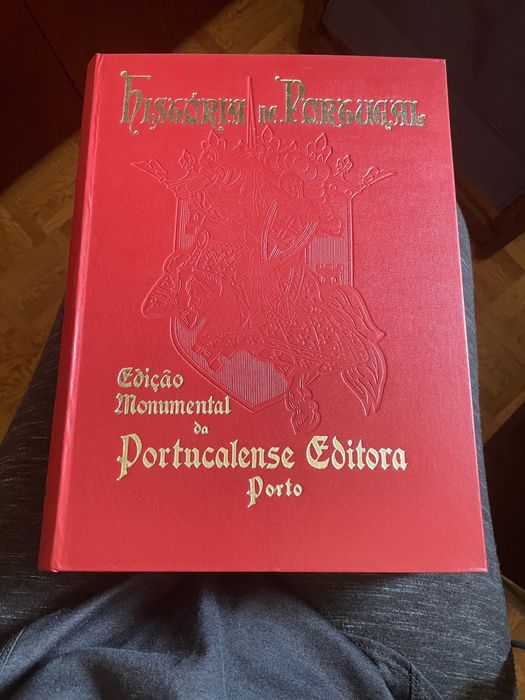 História de Portugal
Edição
Monumental
da
Portucalense Editora
Porto